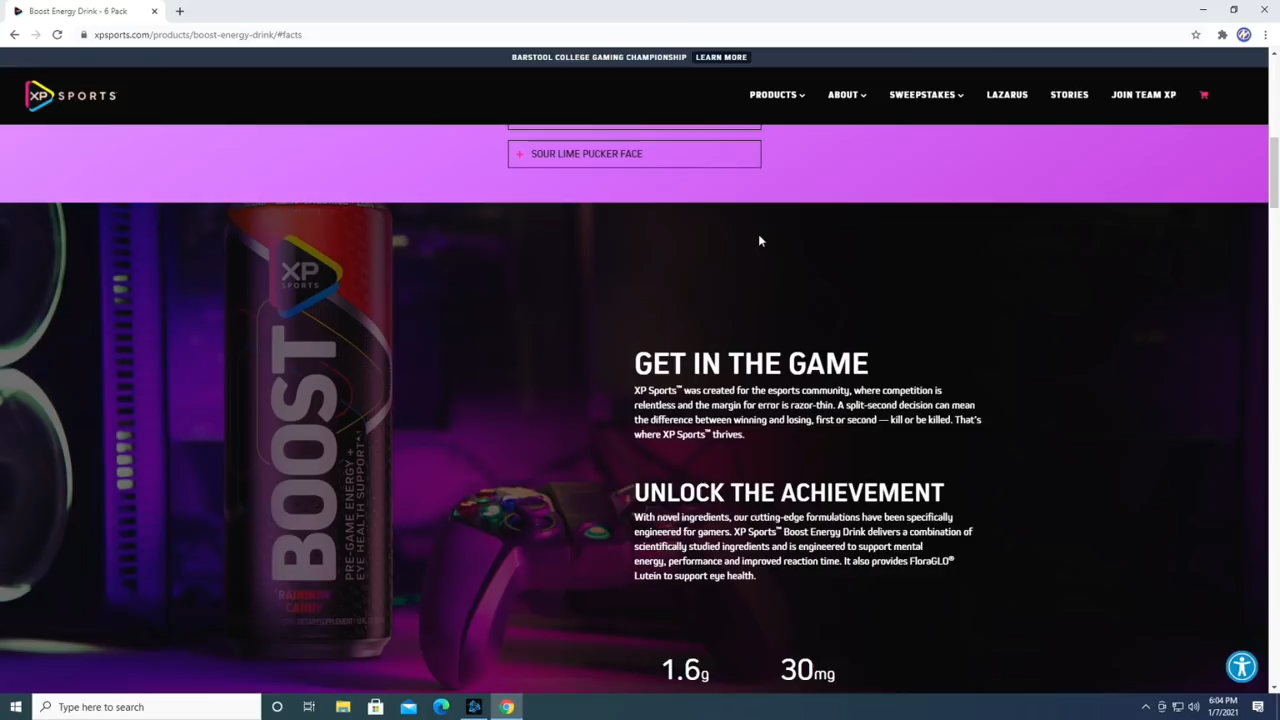 Boost Energy Drink - 6 Pack
xpsports.com/products/boost-energy-drink/#facts
BARSTOOL COLLEGE GAMING CHAMPIONSHIP LEARN MORE
XP SPORTS PRODUCTS ABOUT SWEEPSTAKES LAZARUS STORIES JOIN TEAM XP
+ SOUR LIME PUCKER FACE
XP
SPORTS
BOOST
PRE-GAME ENERGY +
EYE HEALTH SUPPORT
RAINBOW
CANDY
GET IN THE GAME
XP Sports™ was created for the esports community, where competition is
relentless and the margin for error is razor-thin. A split-second decision can mean
the difference between winning and losing, first or second — kill or be killed. That's
where XP Sports™ thrives.
UNLOCK THE ACHIEVEMENT
With novel ingredients, our cutting-edge formulations have been specifically
engineered for gamers. XP Sports™ Boost Energy Drink delivers a combination of
scientifically studied ingredients and is engineered to support mental
energy, performance and improved reaction time. It also provides FloraGLO®
Lutein to support eye health.
1.6g 30mg
Type here to search
6:04 PM
1/7/2021